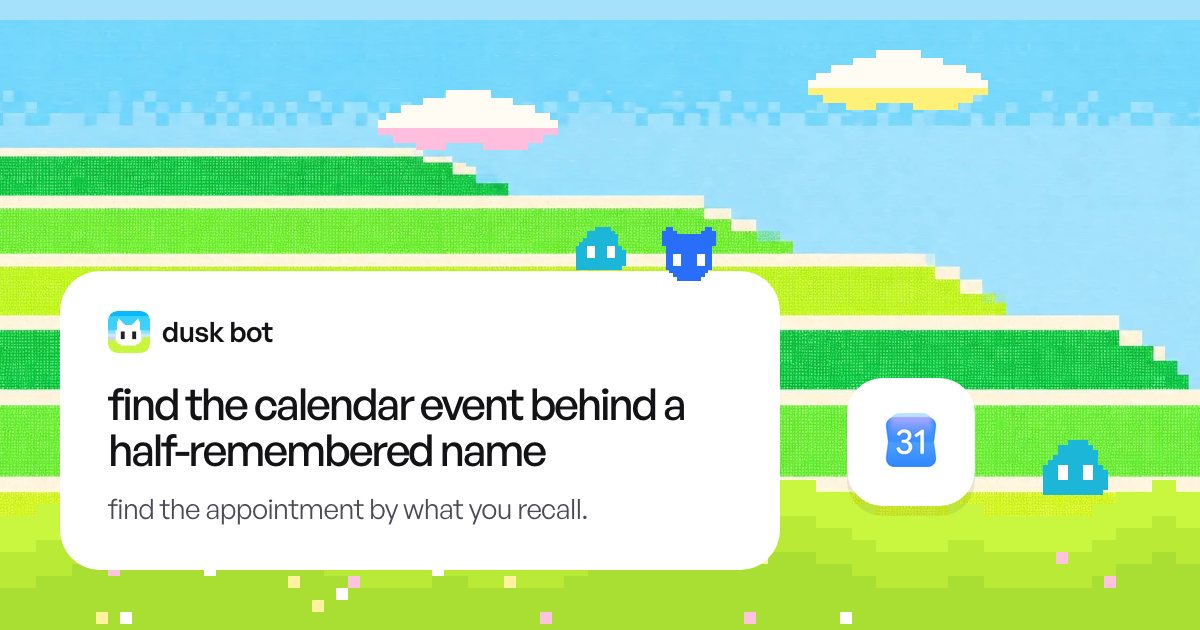 dusk bot
find the calendar event behind a
half-remembered name
find the appointment by what you recall.
31